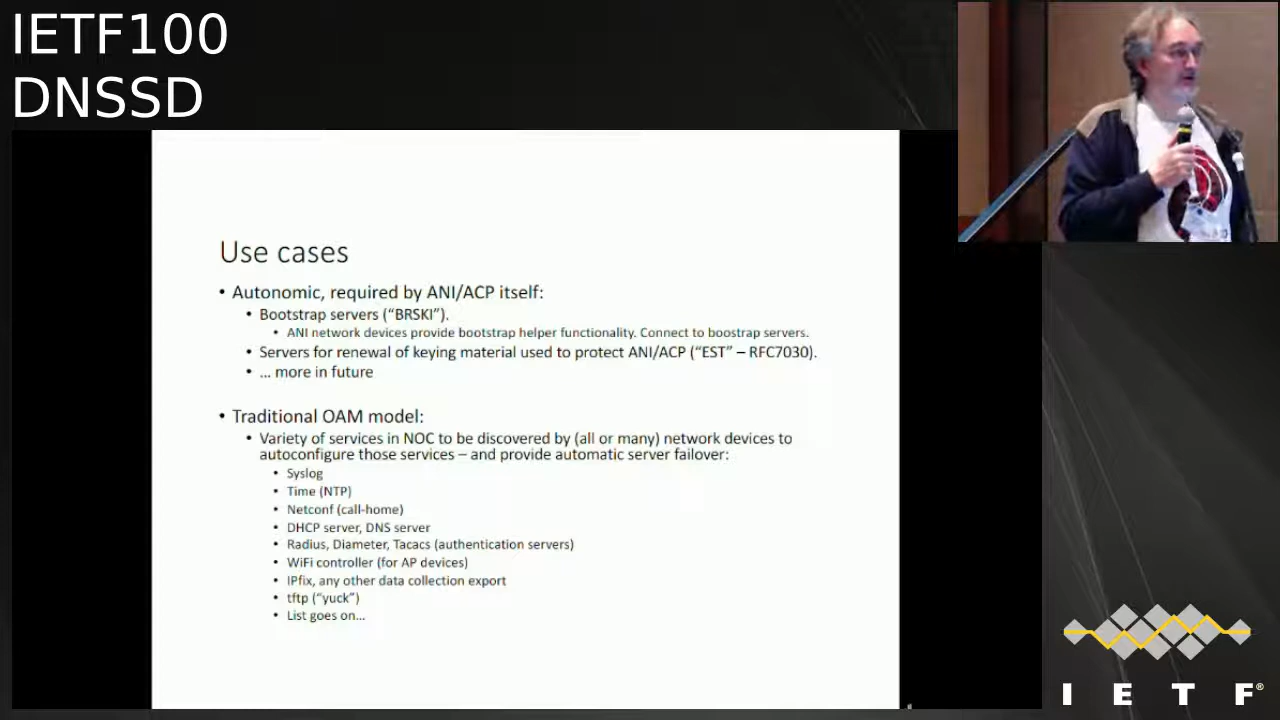 IETF100
DNSSD
Use cases
• Autonomic, required by ANI/ACP itself:
• Bootstrap servers (“BRSKI”).
• ANI network devices provide bootstrap helper functionality. Connect to boostrap servers.
• Servers for renewal of keying material used to protect ANI/ACP (“EST” – RFC7030).
• ... more in future
• Traditional OAM model:
• Variety of services in NOC to be discovered by (all or many) network devices to
autoconfigure those services – and provide automatic server failover:
• Syslog
• Time (NTP)
• Netconf (call-home)
• DHCP server, DNS server
• Radius, Diameter, Tacacs (authentication servers)
• WiFi controller (for AP devices)
• IPfix, any other data collection export
• tftp (“yuck”)
• List goes on...
I E T F®